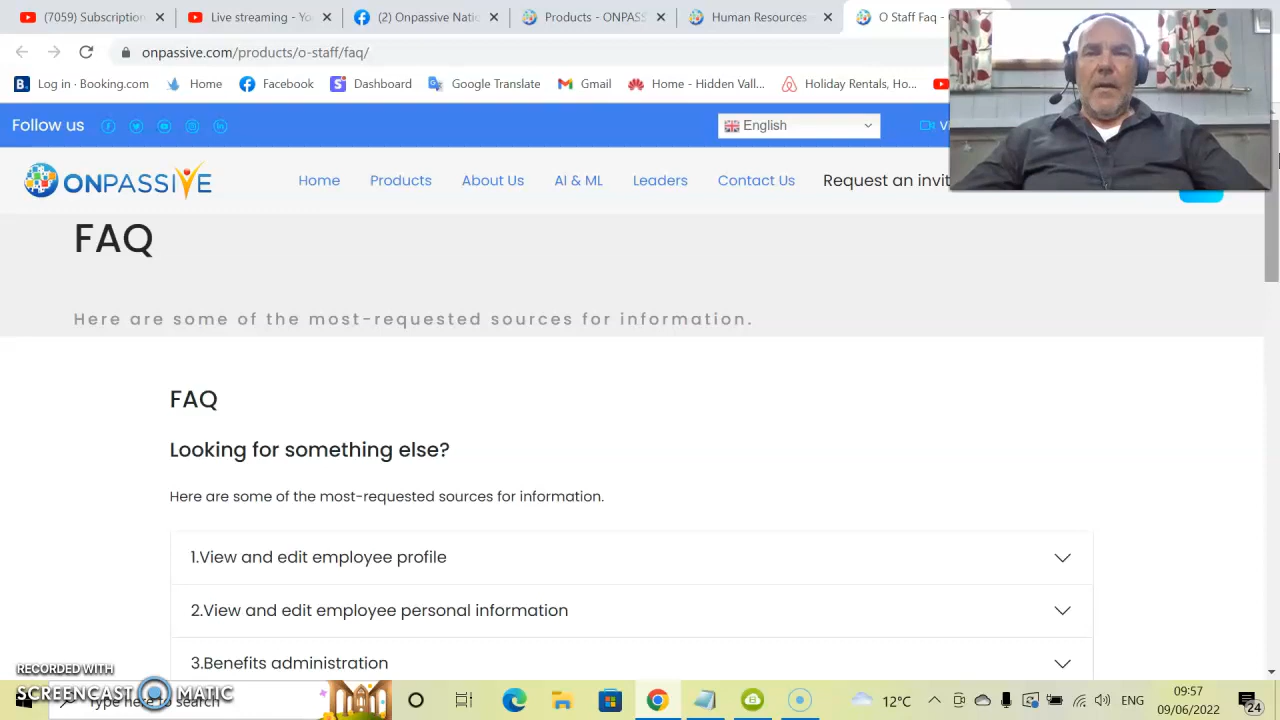 (7059) Subscription
Live streaming - Yo
(2) Onpassive Nati
Products - ONPASS
Human Resources
O Staff Faq -
onpassive.com/products/o-staff/faq/
Log in · Booking.com
Home
Facebook
Dashboard
Google Translate
Gmail
Home - Hidden Vall...
Holiday Rentals, Ho...
Follow us
English
ONPASSIVE
Home
Products
About Us
AI & ML
Leaders
Contact Us
Request an invit
FAQ
Here are some of the most-requested sources for information.
FAQ
Looking for something else?
Here are some of the most-requested sources for information.
1.View and edit employee profile
2.View and edit employee personal information
3.Benefits administration
RECORDED WITH
SCREENCAST MATIC
Type here to search
12°C
ENG
09:57
09/06/2022
24